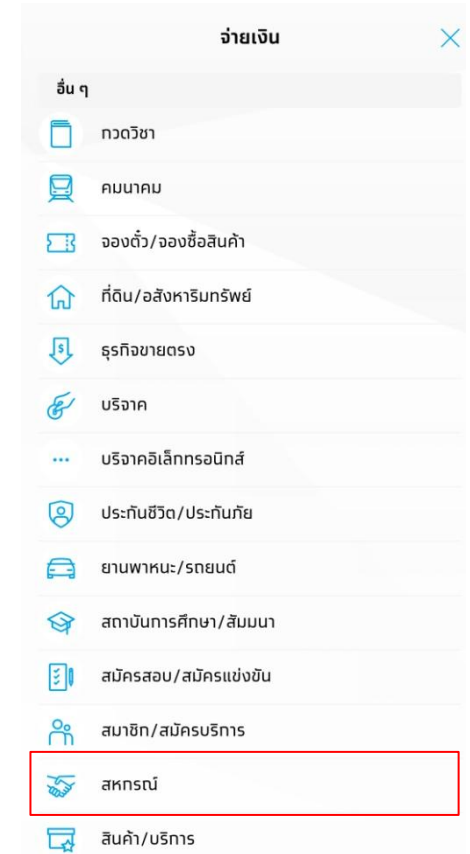 จ่ายเงิน
อื่น ๆ
กวดวิชา
คมนาคม
จองตั๋ว/จองซื้อสินค้า
ที่ดิน/อสังหาริมทรัพย์
ธุรกิจขายตรง
บริจาค
บริจาคอิเล็กทรอนิกส์
ประกันชีวิต/ประกันภัย
ยานพาหนะ/รถยนต์
สถาบันการศึกษา/สัมมนา
สมัครสอบ/สมัครแข่งขัน
สมาชิก/สมัครบริการ
สหกรณ์
สินค้า/บริการ